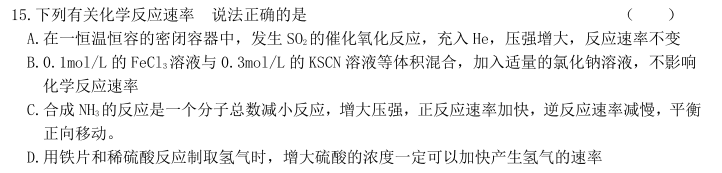 15.下列有关化学反应速率 说法正确的是 （ ）
A.在一恒温恒容的密闭容器中，发生SO₂的催化氧化反应，充入He，压强增大，反应速率不变
B.0.1mol/L的FeCl₃溶液与0.3mol/L的KSCN溶液等体积混合，加入适量的氯化钠溶液，不影响
化学反应速率
C.合成NH₃的反应是一个分子总数减小反应，增大压强，正反应速率加快，逆反应速率减慢，平衡
正向移动。
D.用铁片和稀硫酸反应制取氢气时，增大硫酸的浓度一定可以加快产生氢气的速率